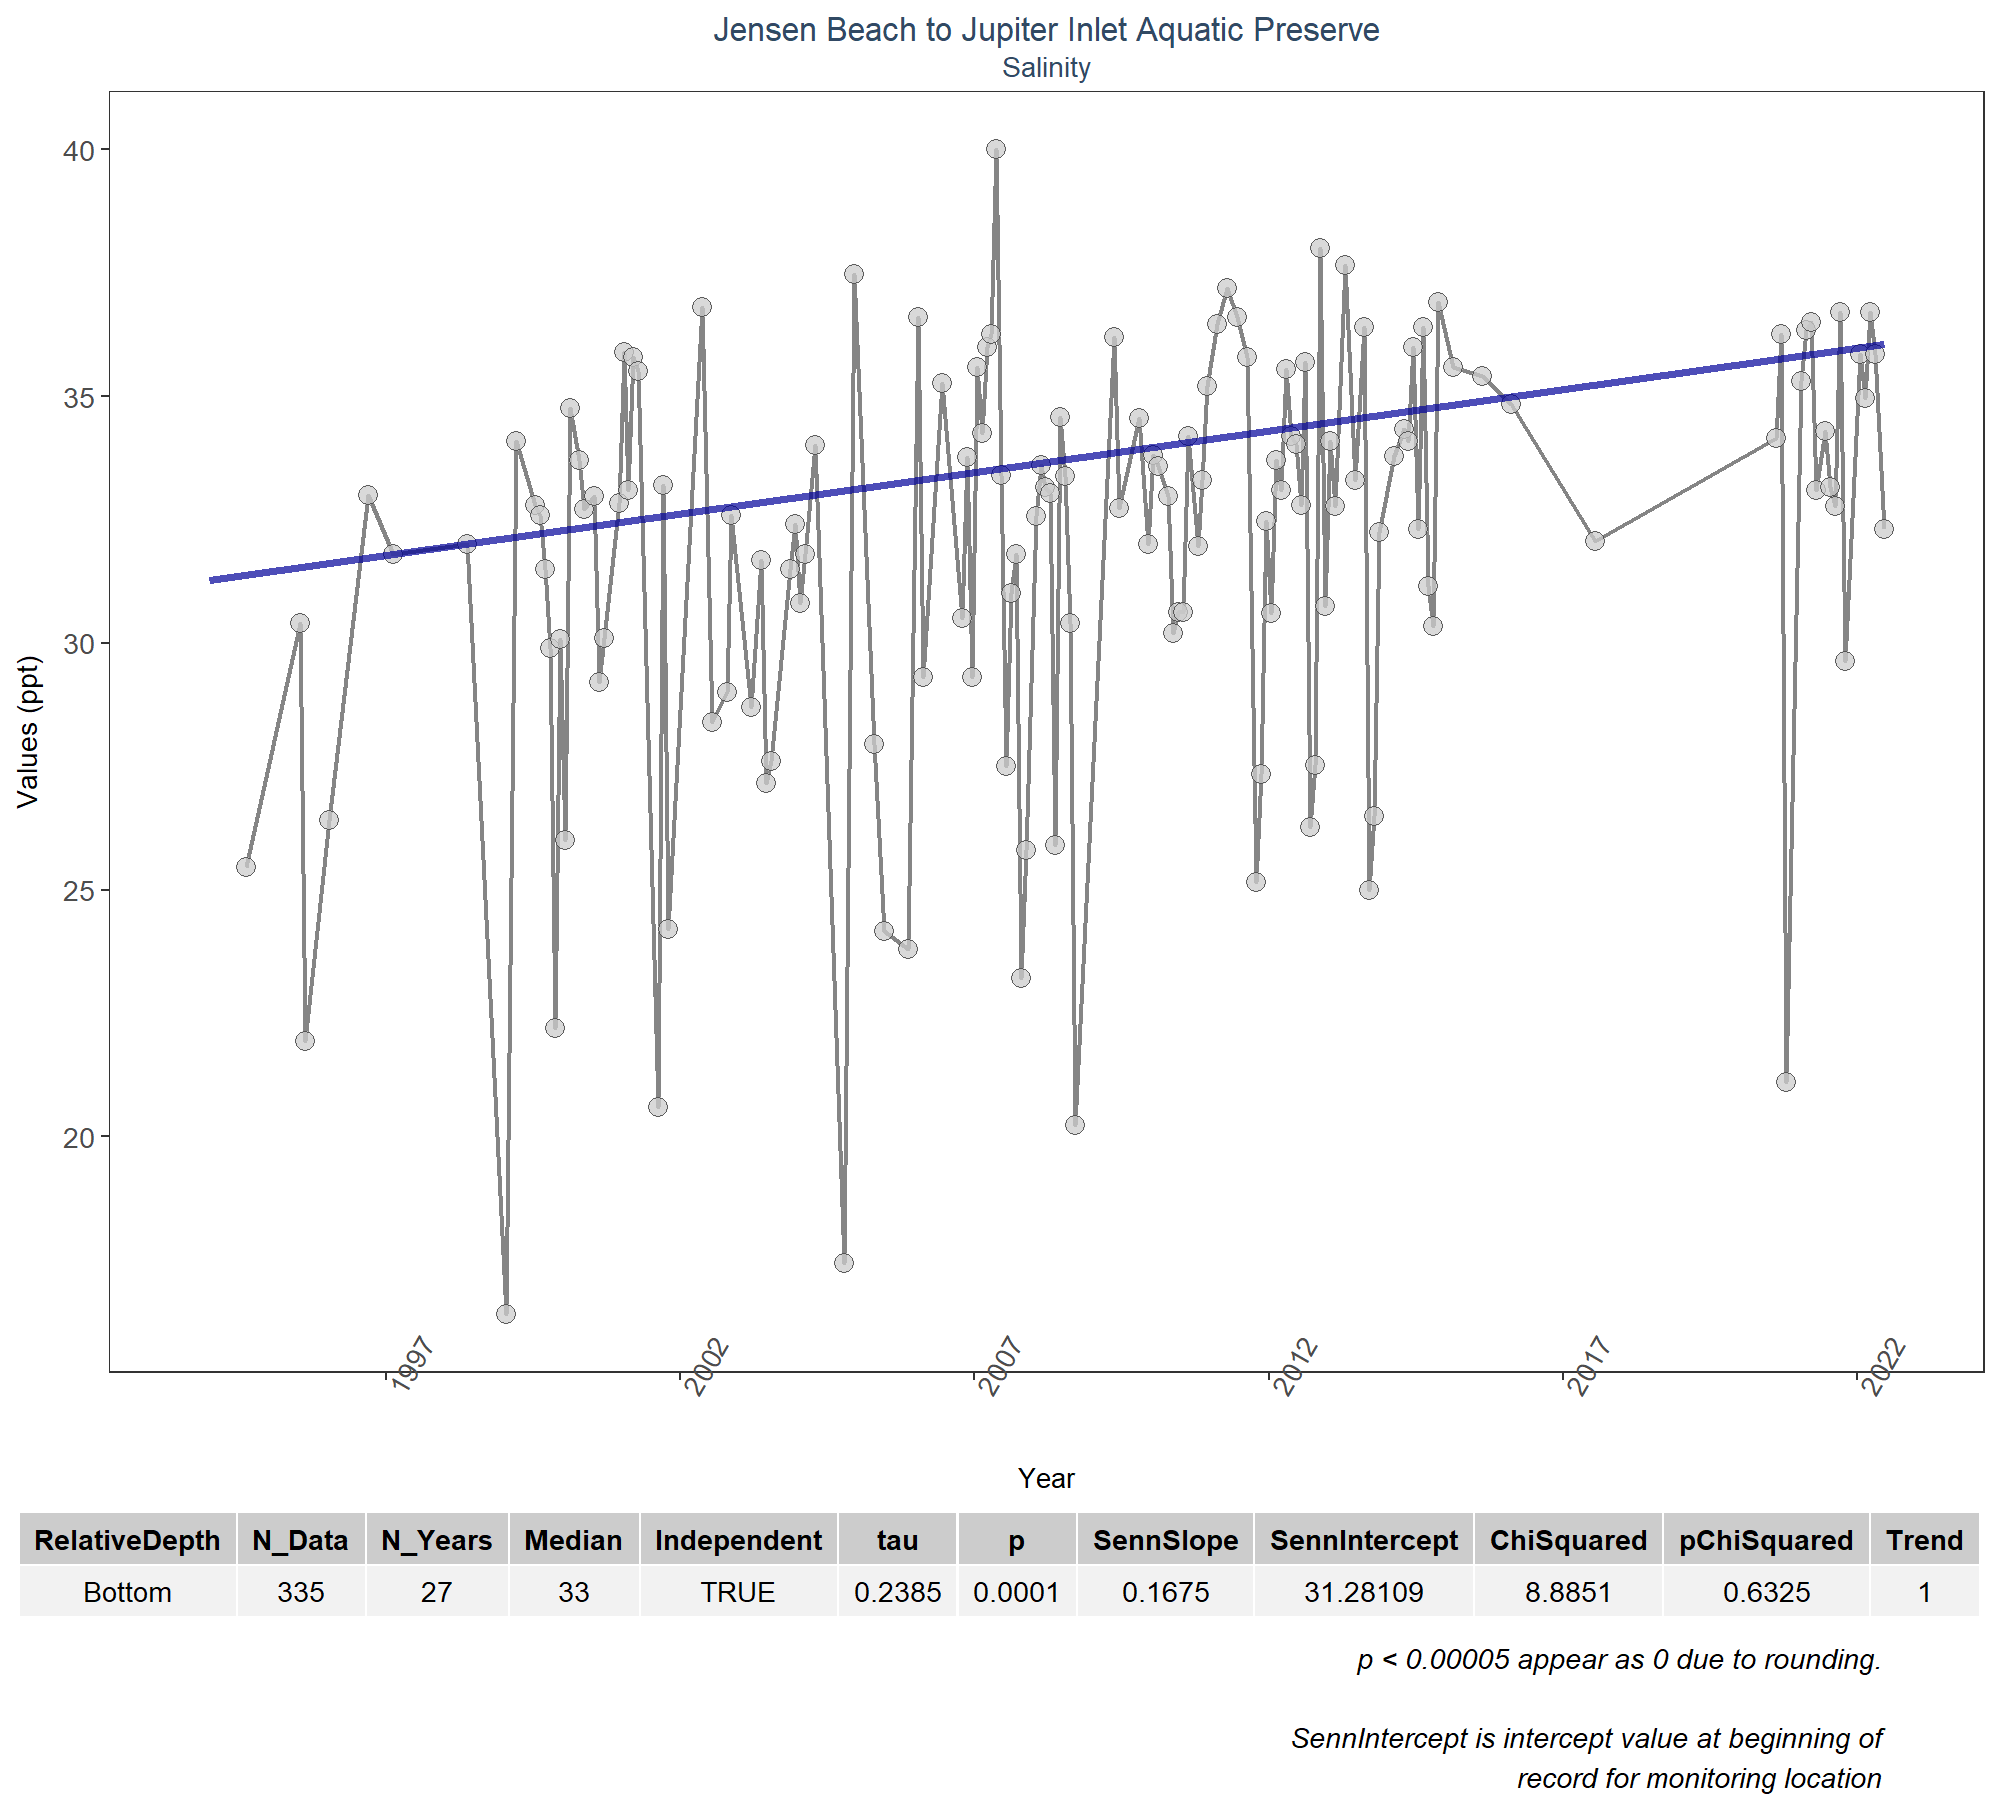 Jensen Beach to Jupiter Inlet Aquatic Preserve
Salinity
40
35
30
25
20
Values (ppt)
1997 2002 2007 2012 2017 2022
Year
RelativeDepth N_Data N_Years Median Independent tau p SennSlope SennIntercept ChiSquared pChiSquared Trend
Bottom 335 27 33 TRUE 0.2385 0.0001 0.1675 31.28109 8.8851 0.6325 1
p < 0.00005 appear as 0 due to rounding.
SennIntercept is intercept value at beginning of
record for monitoring location